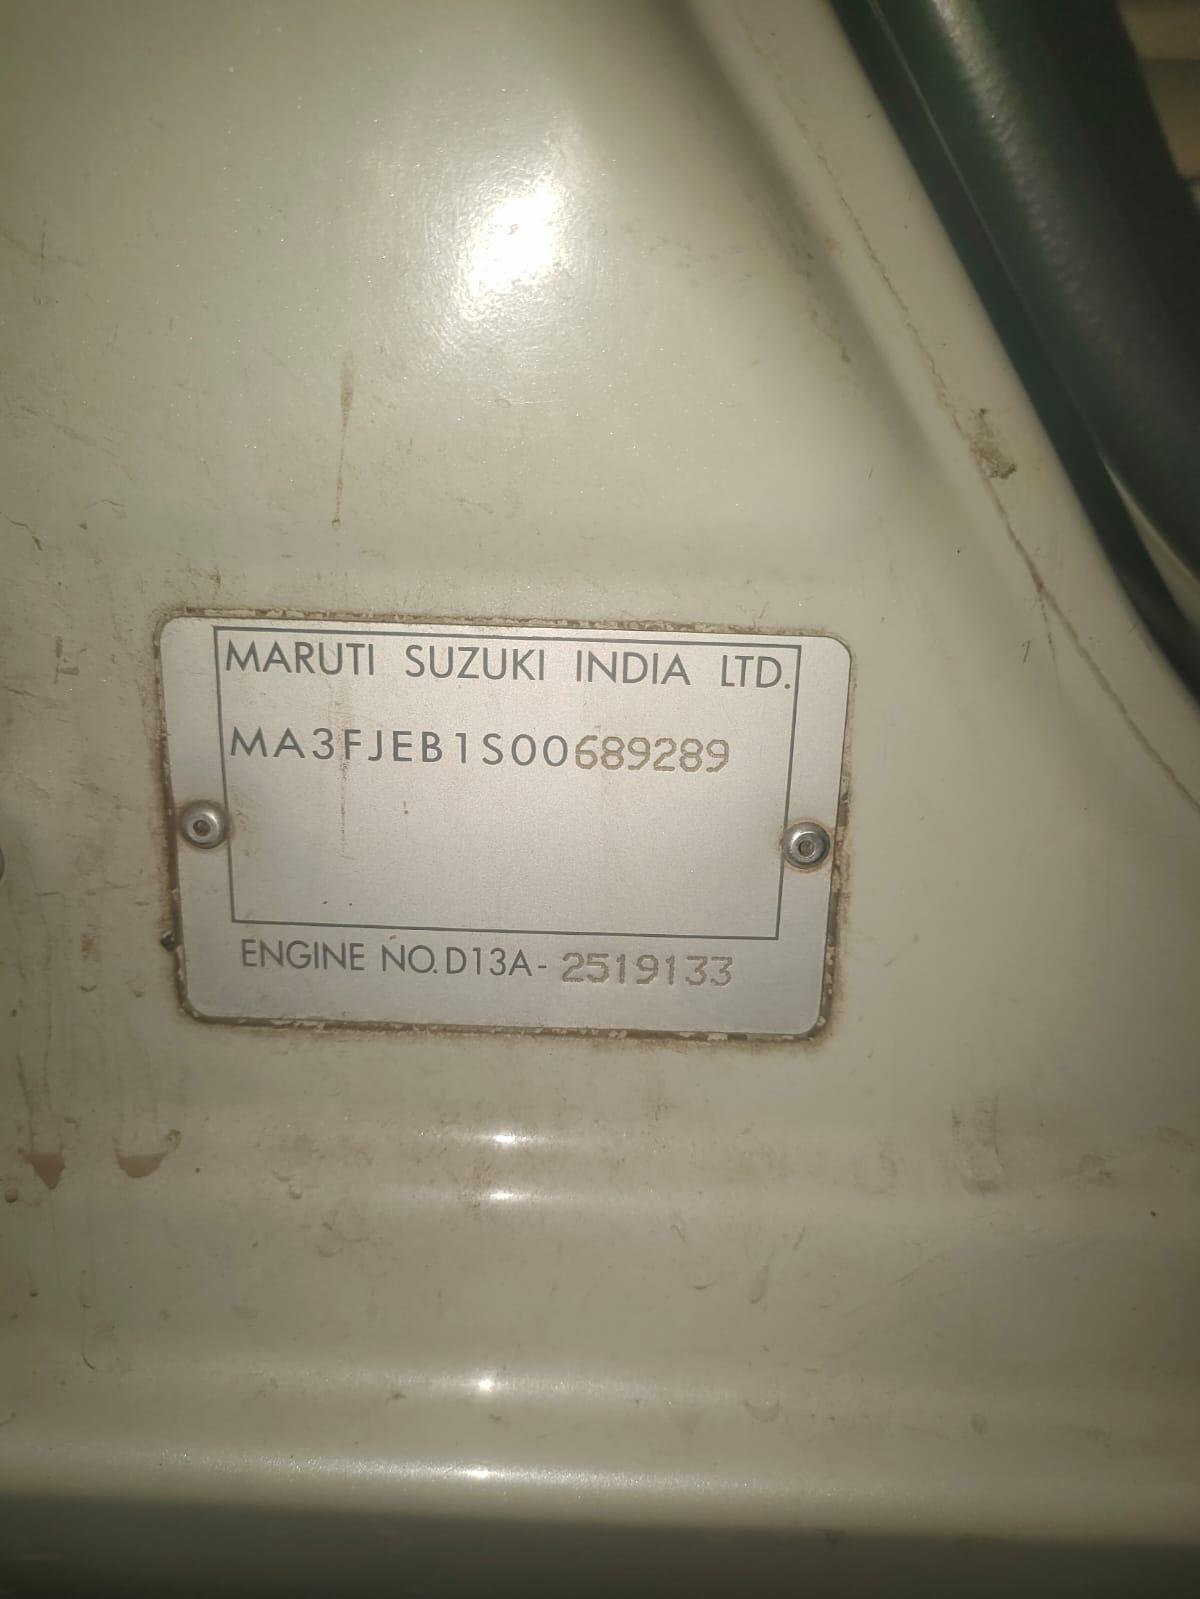 MARUTI SUZUKI INDIA LTD.
MA3FJEB1S00689289
ENGINE NO. D13A- 2519133